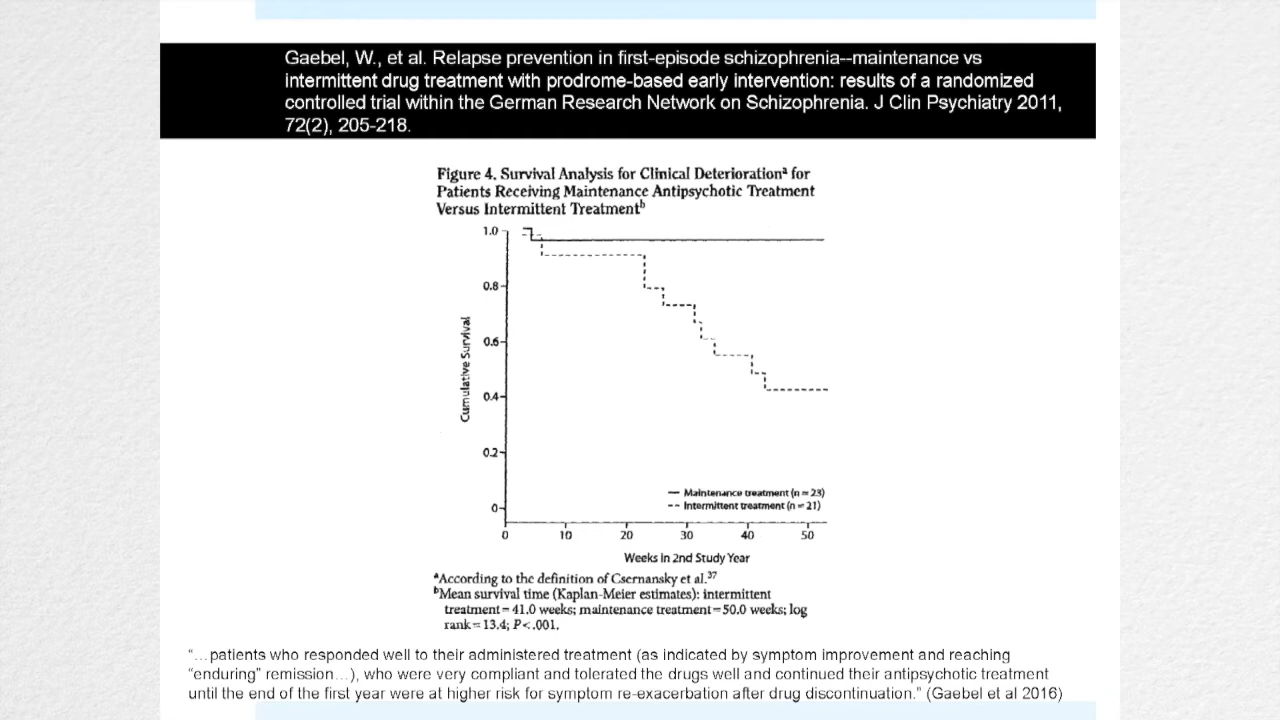 Gaebel, W., et al. Relapse prevention in first-episode schizophrenia--maintenance vs
intermittent drug treatment with prodrome-based early intervention: results of a randomized
controlled trial within the German Research Network on Schizophrenia. J Clin Psychiatry 2011,
72(2), 205-218.
Figure 4. Survival Analysis for Clinical Deteriorationᵃ for
Patients Receiving Maintenance Antipsychotic Treatment
Versus Intermittent Treatmentᵇ
1.0
0.8
0.6
0.4
0.2
0
Cumulative Survival
Maintenance treatment (n = 23)
Intermittent treatment (n = 21)
0 10 20 30 40 50
Weeks in 2nd Study Year
ᵃAccording to the definition of Csernansky et al.³⁷
ᵇMean survival time (Kaplan-Meier estimates): intermittent
treatment = 41.0 weeks; maintenance treatment = 50.0 weeks; log
rank = 13.4; P < .001.
“…patients who responded well to their administered treatment (as indicated by symptom improvement and reaching
“enduring” remission…), who were very compliant and tolerated the drugs well and continued their antipsychotic treatment
until the end of the first year were at higher risk for symptom re-exacerbation after drug discontinuation.” (Gaebel et al 2016)